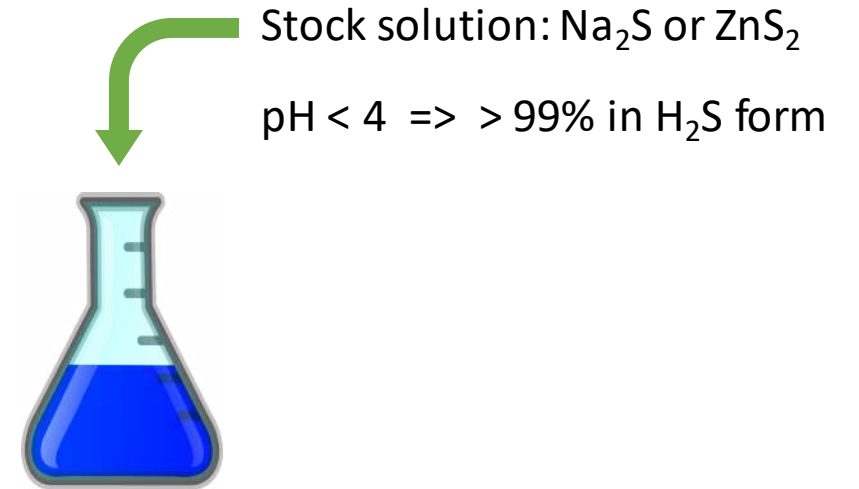 Stock solution: Na₂S or ZnS₂
pH < 4 => > 99% in H₂S form